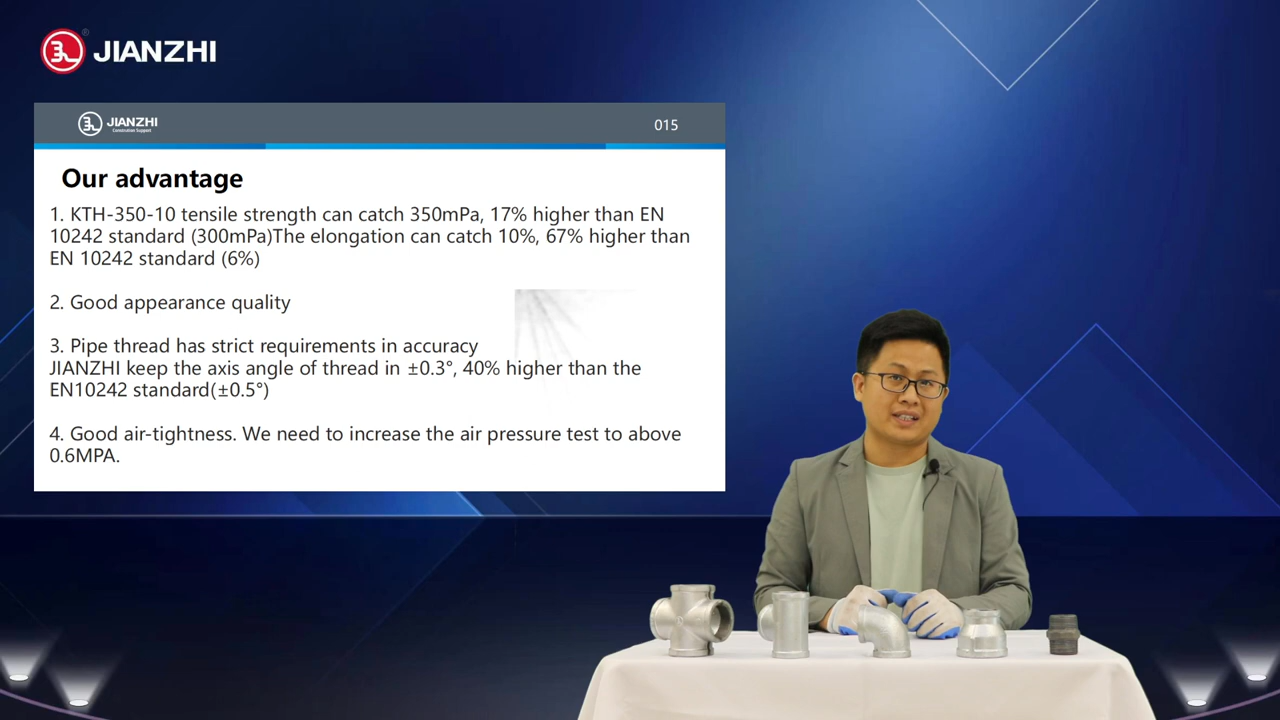 JIANZHI
JIANZHI
Construction Support
015
Our advantage
1. KTH-350-10 tensile strength can catch 350mPa, 17% higher than EN
10242 standard (300mPa)The elongation can catch 10%, 67% higher than
EN 10242 standard (6%)
2. Good appearance quality
3. Pipe thread has strict requirements in accuracy
JIANZHI keep the axis angle of thread in ±0.3°, 40% higher than the
EN10242 standard(±0.5°)
4. Good air-tightness. We need to increase the air pressure test to above
0.6MPA.